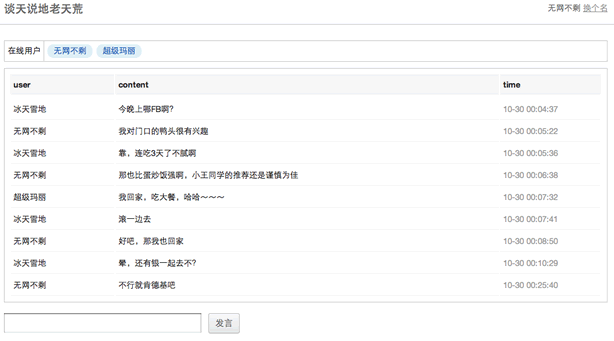 谈天说地老天荒 无网不剩 换个名
在线用户 无网不剩 超级玛丽
user content time
冰天雪地 今晚上哪FB啊? 10-30 00:04:37
无网不剩 我对门口的鸭头很有兴趣 10-30 00:05:22
冰天雪地 靠，连吃3天了不腻啊 10-30 00:05:36
无网不剩 那也比蛋炒饭强啊，小王同学的推荐还是谨慎为佳 10-30 00:06:38
超级玛丽 我回家，吃大餐，哈哈～～～ 10-30 00:07:32
冰天雪地 滚一边去 10-30 00:07:41
无网不剩 好吧，那我也回家 10-30 00:08:50
冰天雪地 晕，还有银一起去不? 10-30 00:10:29
无网不剩 不行就肯德基吧 10-30 00:25:40
发言